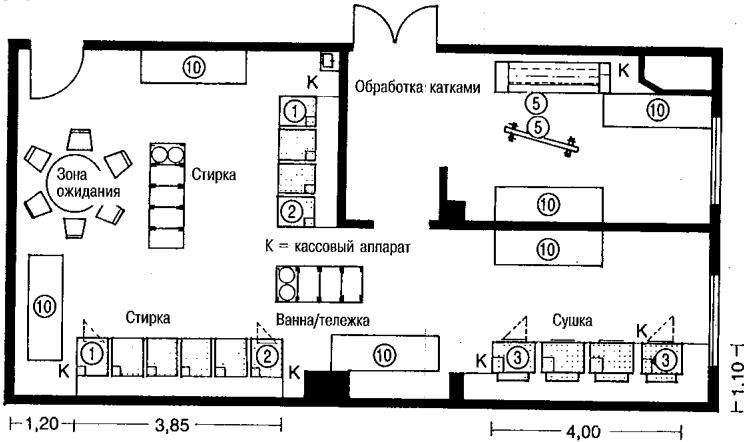 10
K
K
Обработка катками
1
5
10
5
Зона
ожидания
Стирка
2
10
K = кассовый аппарат
10
10
Стирка
Ванна/тележка
Сушка
K
1
2
10
3
3
K
K
K
1,10
1,20
3,85
4,00